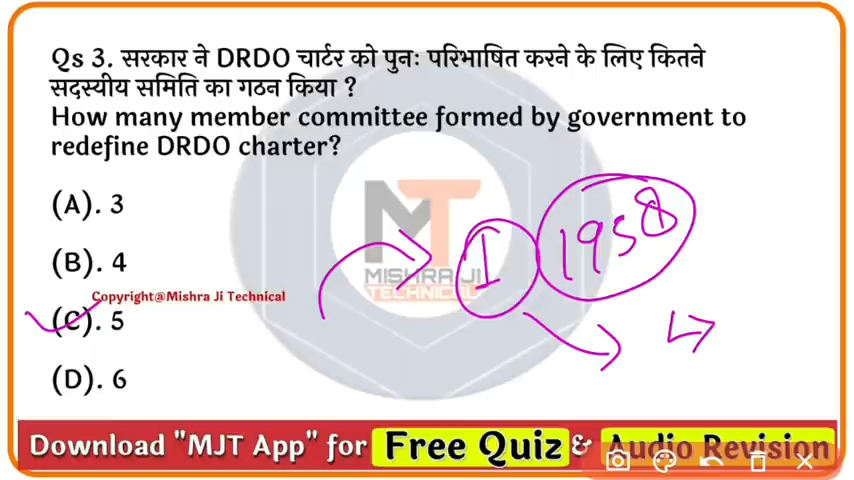 Qs 3. सरकार ने DRDO चार्टर को पुनः परिभाषित करने के लिए कितने
सदस्यीय समिति का गठन किया ?
How many member committee formed by government to
redefine DRDO charter?
(A). 3
(B). 4
Copyright@Mishra Ji Technical
(C). 5
(D). 6
MT
MISHRA JI
TECHNICAL
I
1958
Download "MJT App" for Free Quiz & Audio Revision